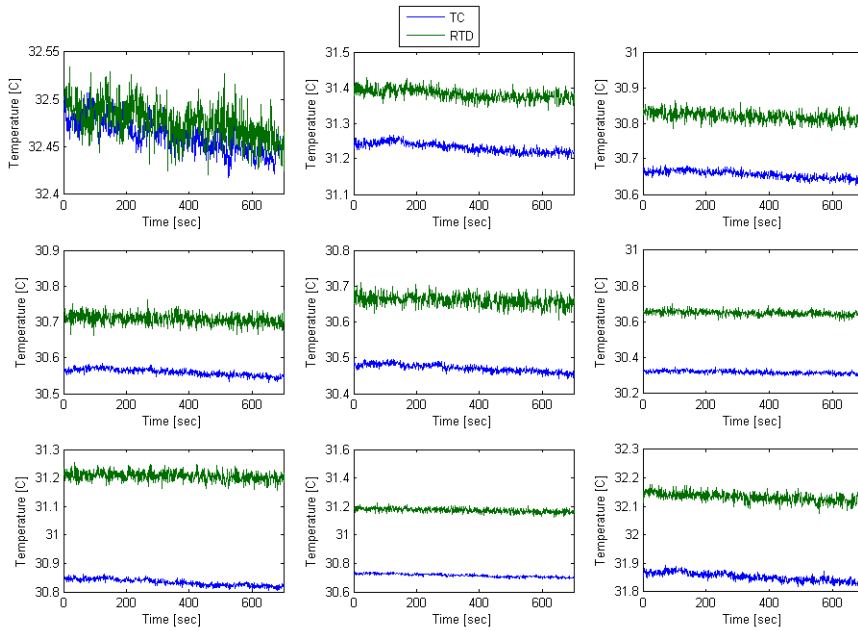 TC
RTD
32.55
32.5
32.45
32.4
Temperature [C]
0 200 400 600
Time [sec]
31.5
31.4
31.3
31.2
31.1
Temperature [C]
0 200 400 600
Time [sec]
31
30.9
30.8
30.7
30.6
Temperature [C]
0 200 400 600
Time [sec]
30.9
30.8
30.7
30.6
30.5
Temperature [C]
0 200 400 600
Time [sec]
30.8
30.7
30.6
30.5
30.4
Temperature [C]
0 200 400 600
Time [sec]
31
30.8
30.6
30.4
30.2
Temperature [C]
0 200 400 600
Time [sec]
31.3
31.2
31.1
31
30.9
30.8
Temperature [C]
0 200 400 600
Time [sec]
31.6
31.4
31.2
31
30.8
30.6
Temperature [C]
0 200 400 600
Time [sec]
32.3
32.2
32.1
32
31.9
31.8
Temperature [C]
0 200 400 600
Time [sec]